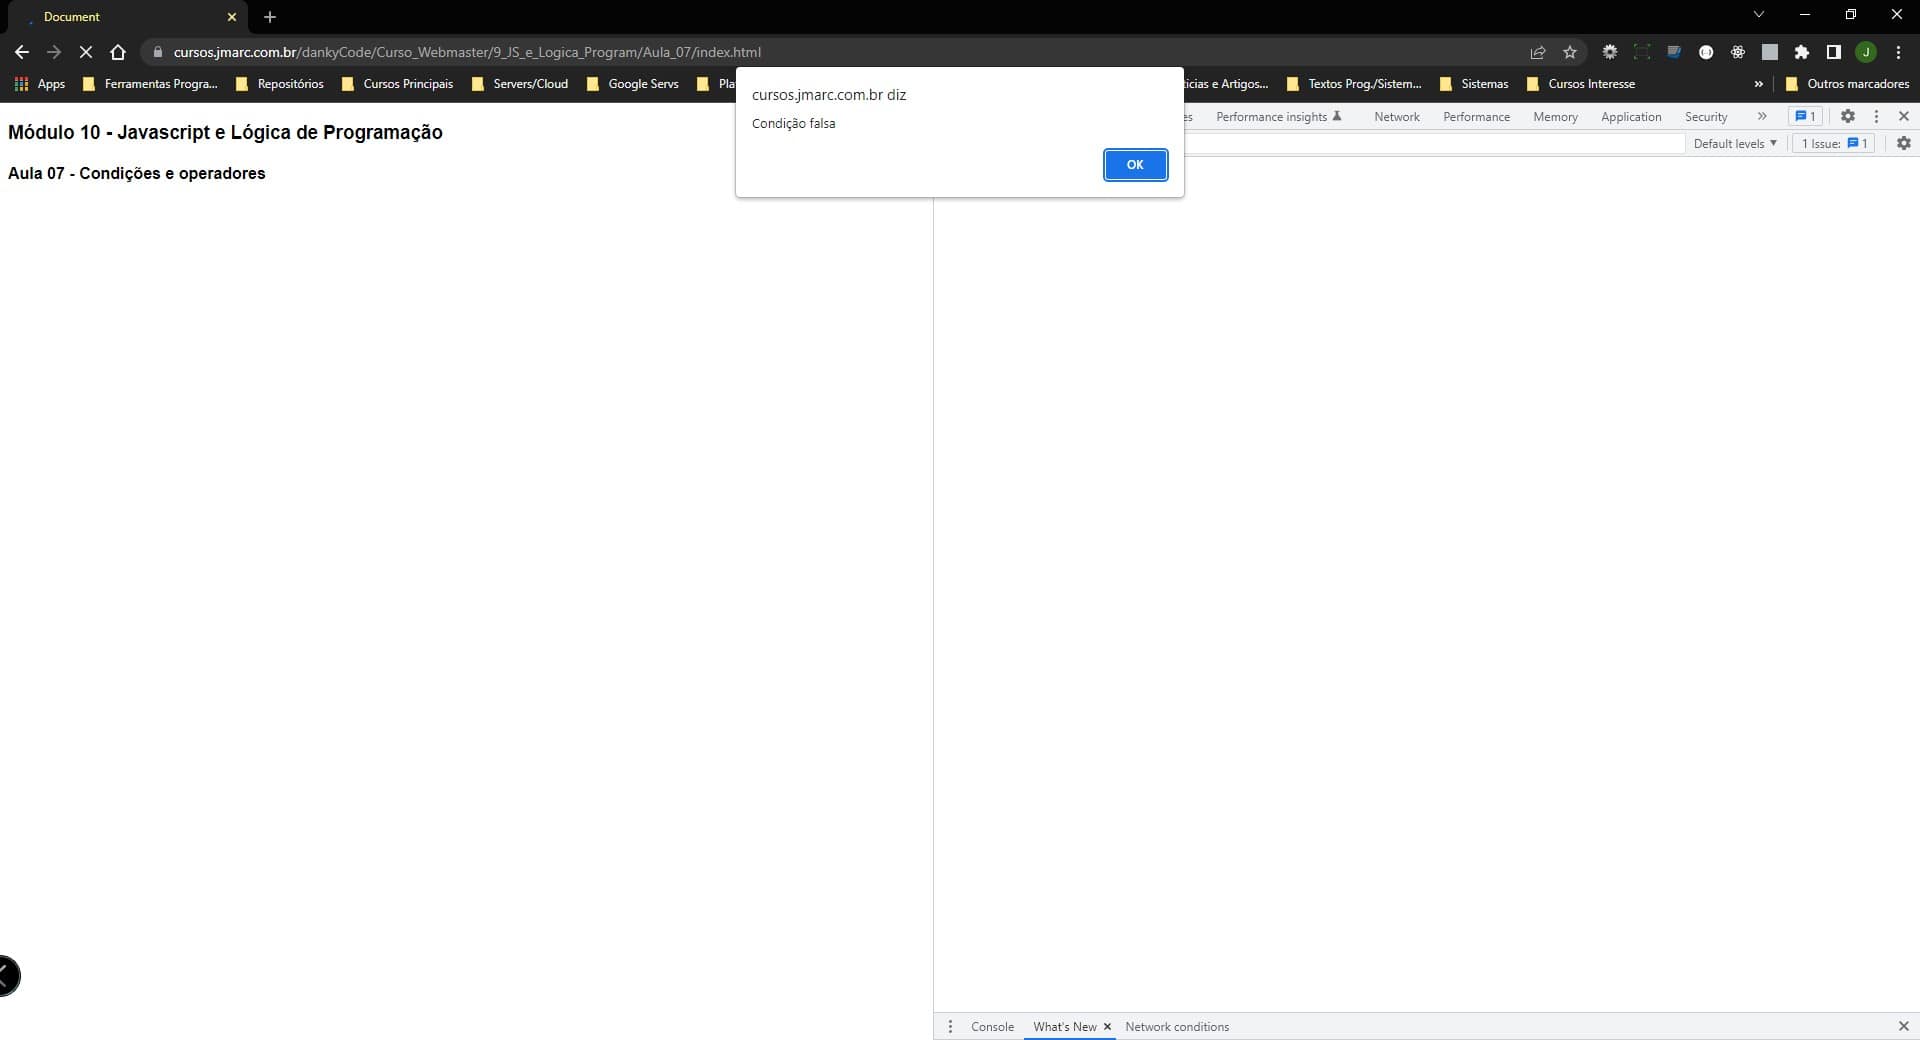 Document
cursos.jmarc.com.br/dankyCode/Curso_Webmaster/9_JS_e_Logica_Program/Aula_07/index.html
J
Apps Ferramentas Progra... Repositórios Cursos Principais Servers/Cloud Google Servs Pla ticias e Artigos... Textos Prog./Sistem... Sistemas Cursos Interesse » Outros marcadores
cursos.jmarc.com.br diz
Condição falsa
OK
es Performance insights Network Performance Memory Application Security » 1
Default levels 1 Issue: 1
Módulo 10 - Javascript e Lógica de Programação
Aula 07 - Condições e operadores
Console What's New Network conditions